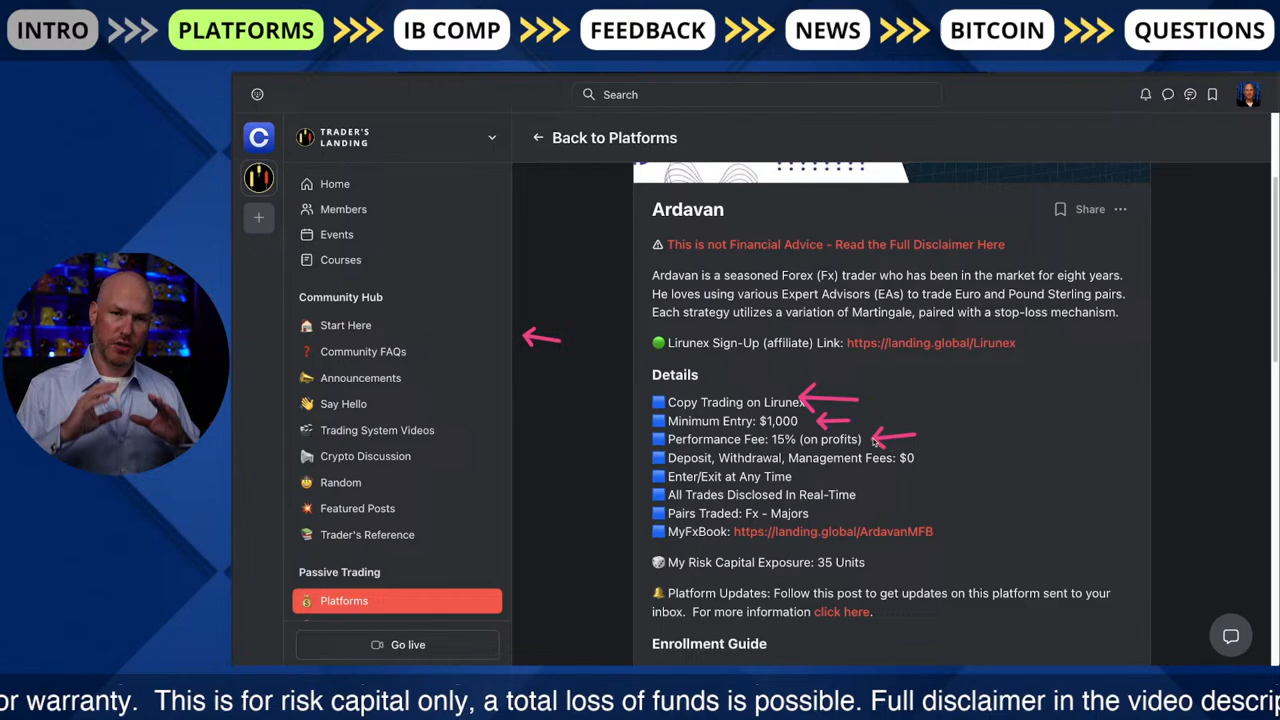 INTRO
PLATFORMS
IB COMP
FEEDBACK
NEWS
BITCOIN
QUESTIONS
Search
C
TRADER'S
LANDING
← Back to Platforms
Home
Members
Events
Courses
Community Hub
Start Here
❓ Community FAQs
Announcements
Say Hello
Trading System Videos
Crypto Discussion
Random
Featured Posts
Trader's Reference
Passive Trading
Platforms
Go live
Ardavan
Share ...
⚠ This is not Financial Advice - Read the Full Disclaimer Here
Ardavan is a seasoned Forex (Fx) trader who has been in the market for eight years.
He loves using various Expert Advisors (EAs) to trade Euro and Pound Sterling pairs.
Each strategy utilizes a variation of Martingale, paired with a stop-loss mechanism.
Lirunex Sign-Up (affiliate) Link: https://landing.global/Lirunex
Details
Copy Trading on Lirunex
Minimum Entry: $1,000
Performance Fee: 15% (on profits)
Deposit, Withdrawal, Management Fees: $0
Enter/Exit at Any Time
All Trades Disclosed In Real-Time
Pairs Traded: Fx - Majors
MyFxBook: https://landing.global/ArdavanMFB
My Risk Capital Exposure: 35 Units
Platform Updates: Follow this post to get updates on this platform sent to your
inbox. For more information click here.
Enrollment Guide
or warranty. This is for risk capital only, a total loss of funds is possible. Full disclaimer in the video descrip